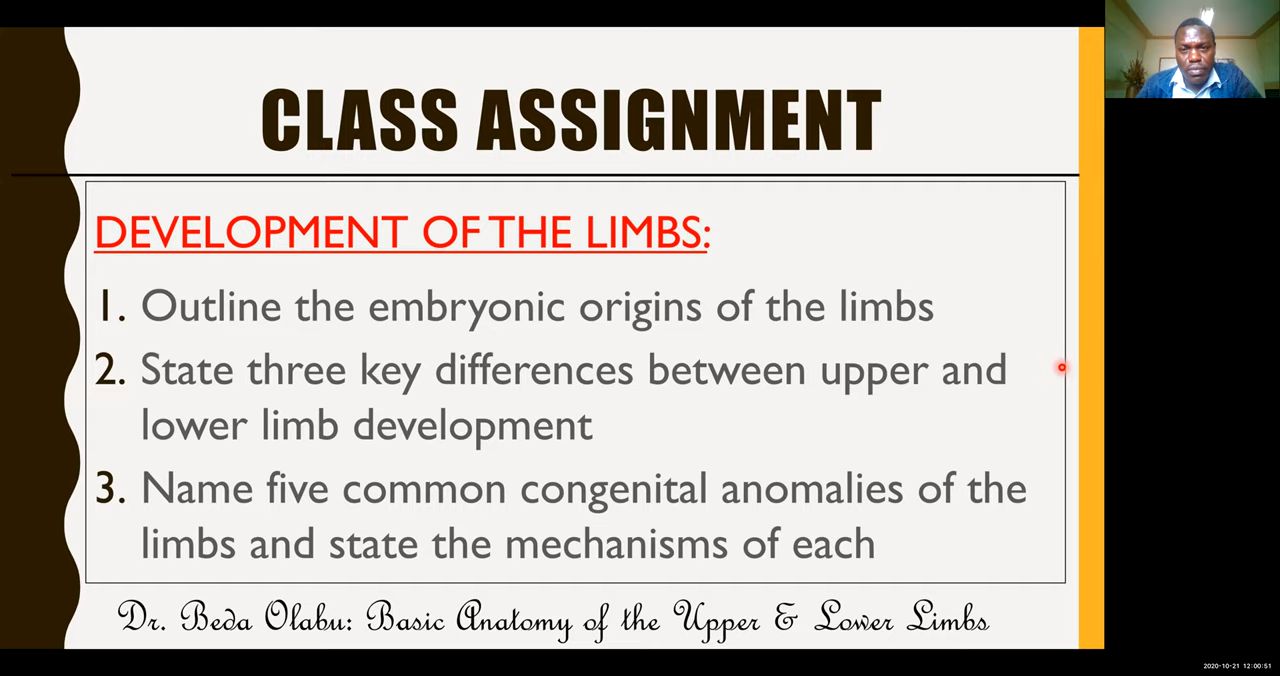 CLASS ASSIGNMENT
DEVELOPMENT OF THE LIMBS:
1. Outline the embryonic origins of the limbs
2. State three key differences between upper and
lower limb development
3. Name five common congenital anomalies of the
limbs and state the mechanisms of each
Dr. Beda Olabu: Basic Anatomy of the Upper & Lower Limbs
2020-10-21 12:00:51